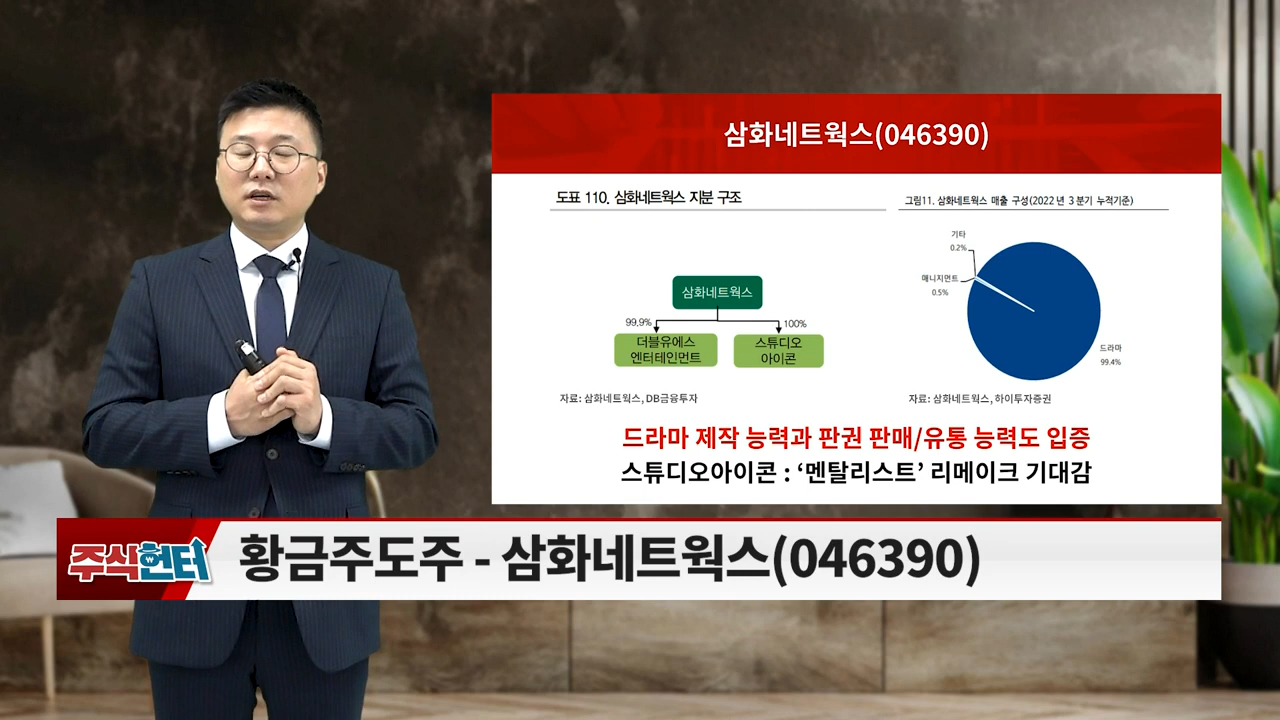 삼화네트웍스(046390)
도표 110. 삼화네트웍스 지분 구조
삼화네트웍스
99.9%
100%
더블유에스
엔터테인먼트
스튜디오
아이콘
자료: 삼화네트웍스, DB금융투자
그림11. 삼화네트웍스 매출 구성(2022년 3분기 누적기준)
기타
0.2%
매니지먼트
0.5%
드라마
99.4%
자료: 삼화네트웍스, 하이투자증권
드라마 제작 능력과 판권 판매/유통 능력도 입증
스튜디오아이콘 : ‘멘탈리스트’ 리메이크 기대감
주식헌터
황금주도주 - 삼화네트웍스(046390)